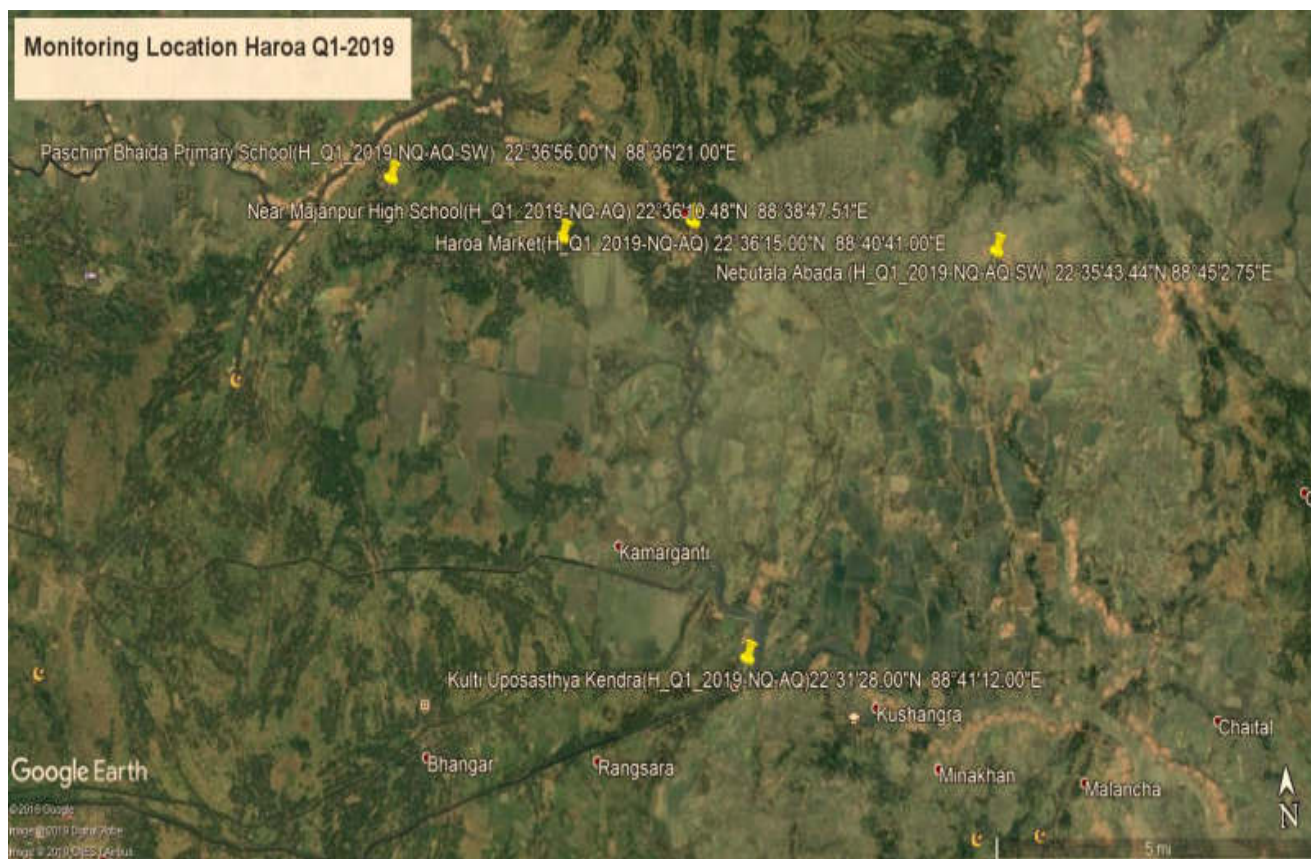 Monitoring Location Haroa Q1-2019
Paschim Bhaida Primary School(H_Q1_2019-NQ-AQ-SW) 22°36'56.00"N 88°36'21.00"E
Near Majanpur High School(H_Q1_2019-NQ-AQ) 22°36'10.48"N 88°38'47.51"E
Haroa Market(H_Q1_2019-NQ-AQ) 22°36'15.00"N 88°40'41.00"E
Nebutala Abada (H_Q1_2019-NQ-AQ-SW) 22°35'43.44"N 88°45'2.75"E
Kamarganti
Kulti Uposasthya Kendra(H_Q1_2019-NQ-AQ)22°31'28.00"N 88°41'12.00"E
Kushangra
Chaital
Bhangar
Rangsara
Minakhan
Malancha
Google Earth
N
Google
5 mi